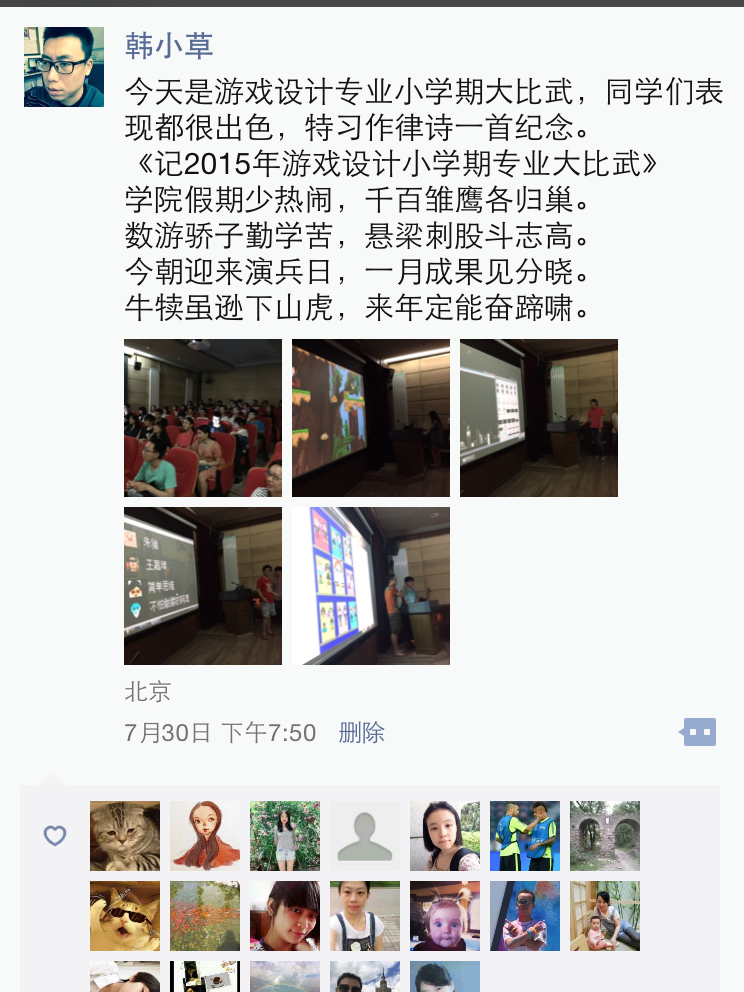 韩小草
今天是游戏设计专业小学期大比武，同学们表
现都很出色，特习作律诗一首纪念。
《记2015年游戏设计小学期专业大比武》
学院假期少热闹，千百雏鹰各归巢。
数游骄子勤学苦，悬梁刺股斗志高。
今朝迎来演兵日，一月成果见分晓。
牛犊虽逊下山虎，来年定能奋蹄啸。
简单思维
北京
7月30日 下午7:50 删除